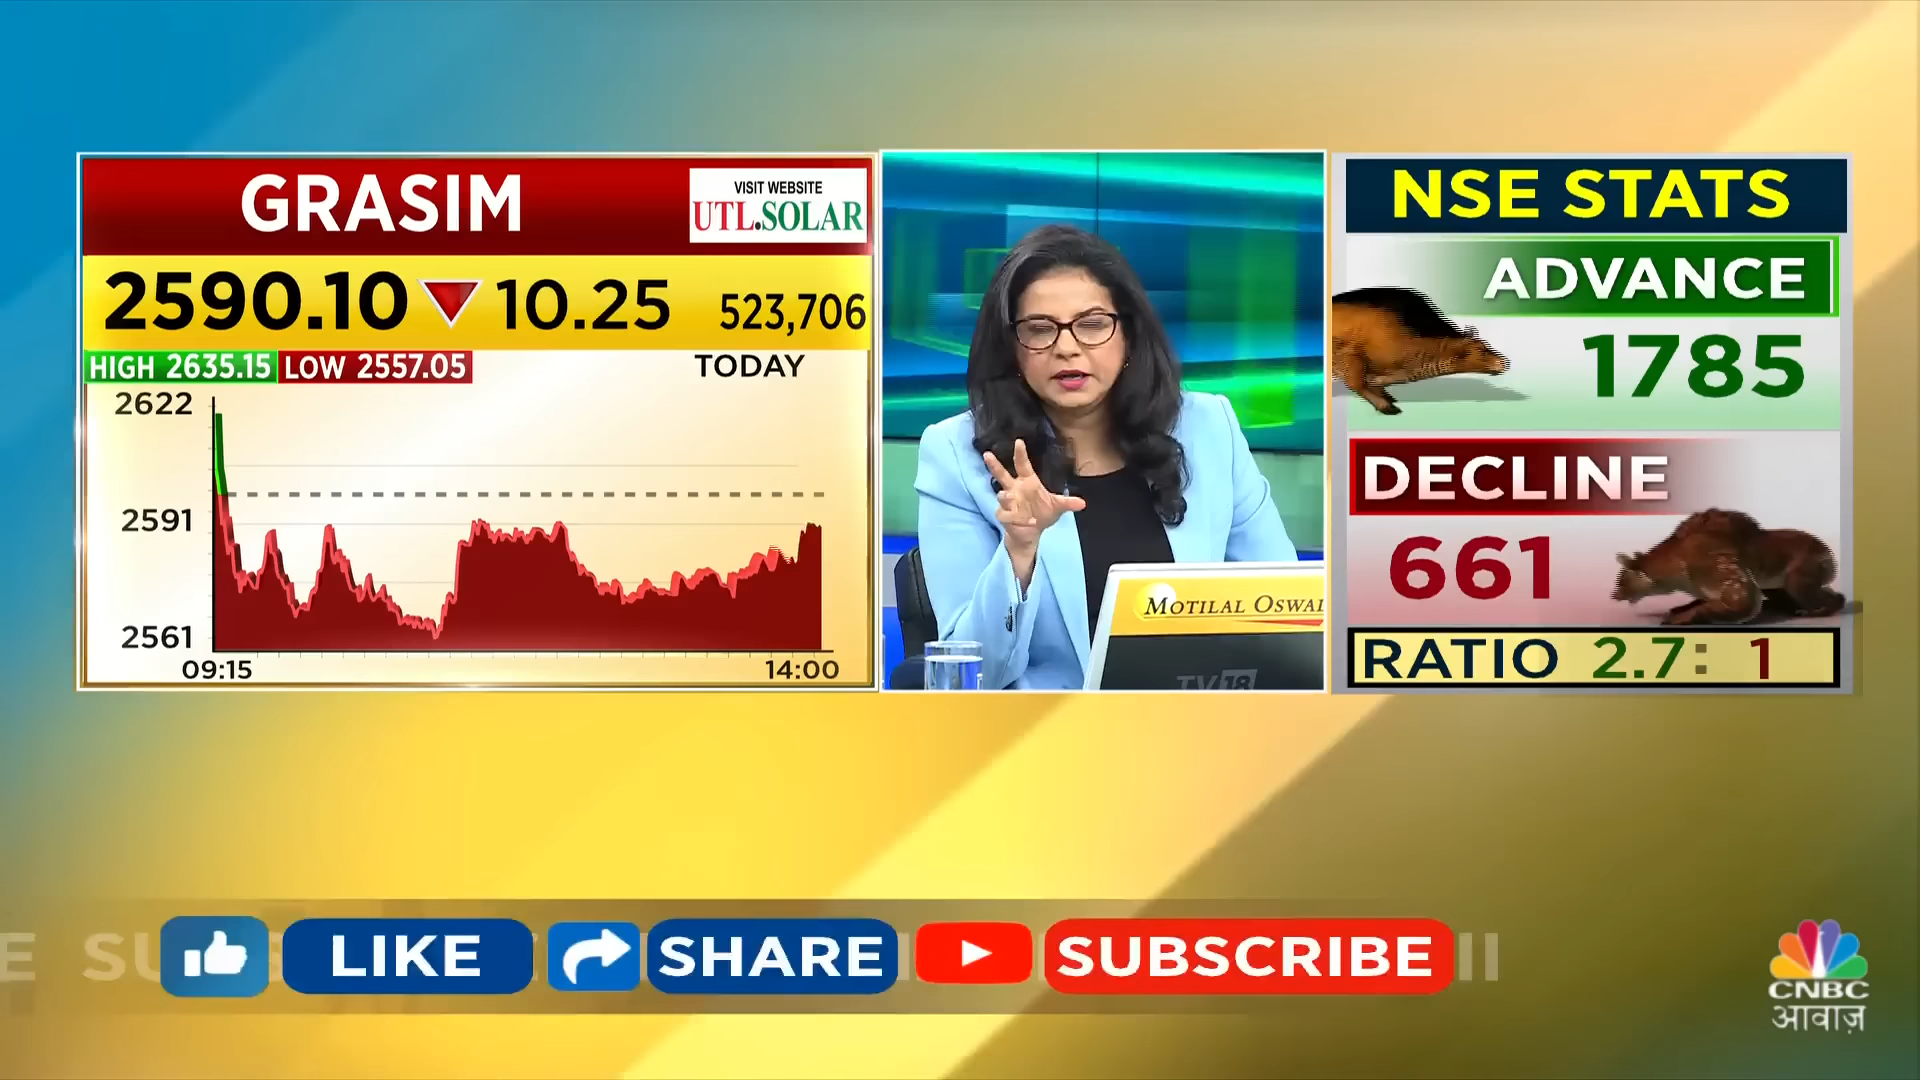 GRASIM
VISIT WEBSITE
UTL.SOLAR
2590.10 10.25 523,706
HIGH 2635.15 LOW 2557.05 TODAY
2622
2591
2561
09:15 14:00
MOTILAL OSWAL
TV18
NSE STATS
ADVANCE
1785
DECLINE
661
RATIO 2.7: 1
LIKE SHARE SUBSCRIBE
CNBC
आवाज़